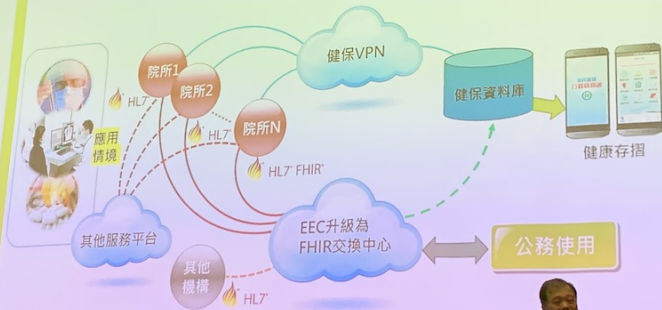 院所1
院所2
院所N
HL7
HL7
HL7 FHIR
健保VPN
健保資料庫
健康存摺
應用
情境
其他服務平台
EEC升級為
FHIR交換中心
公務使用
其他
機構
HL7